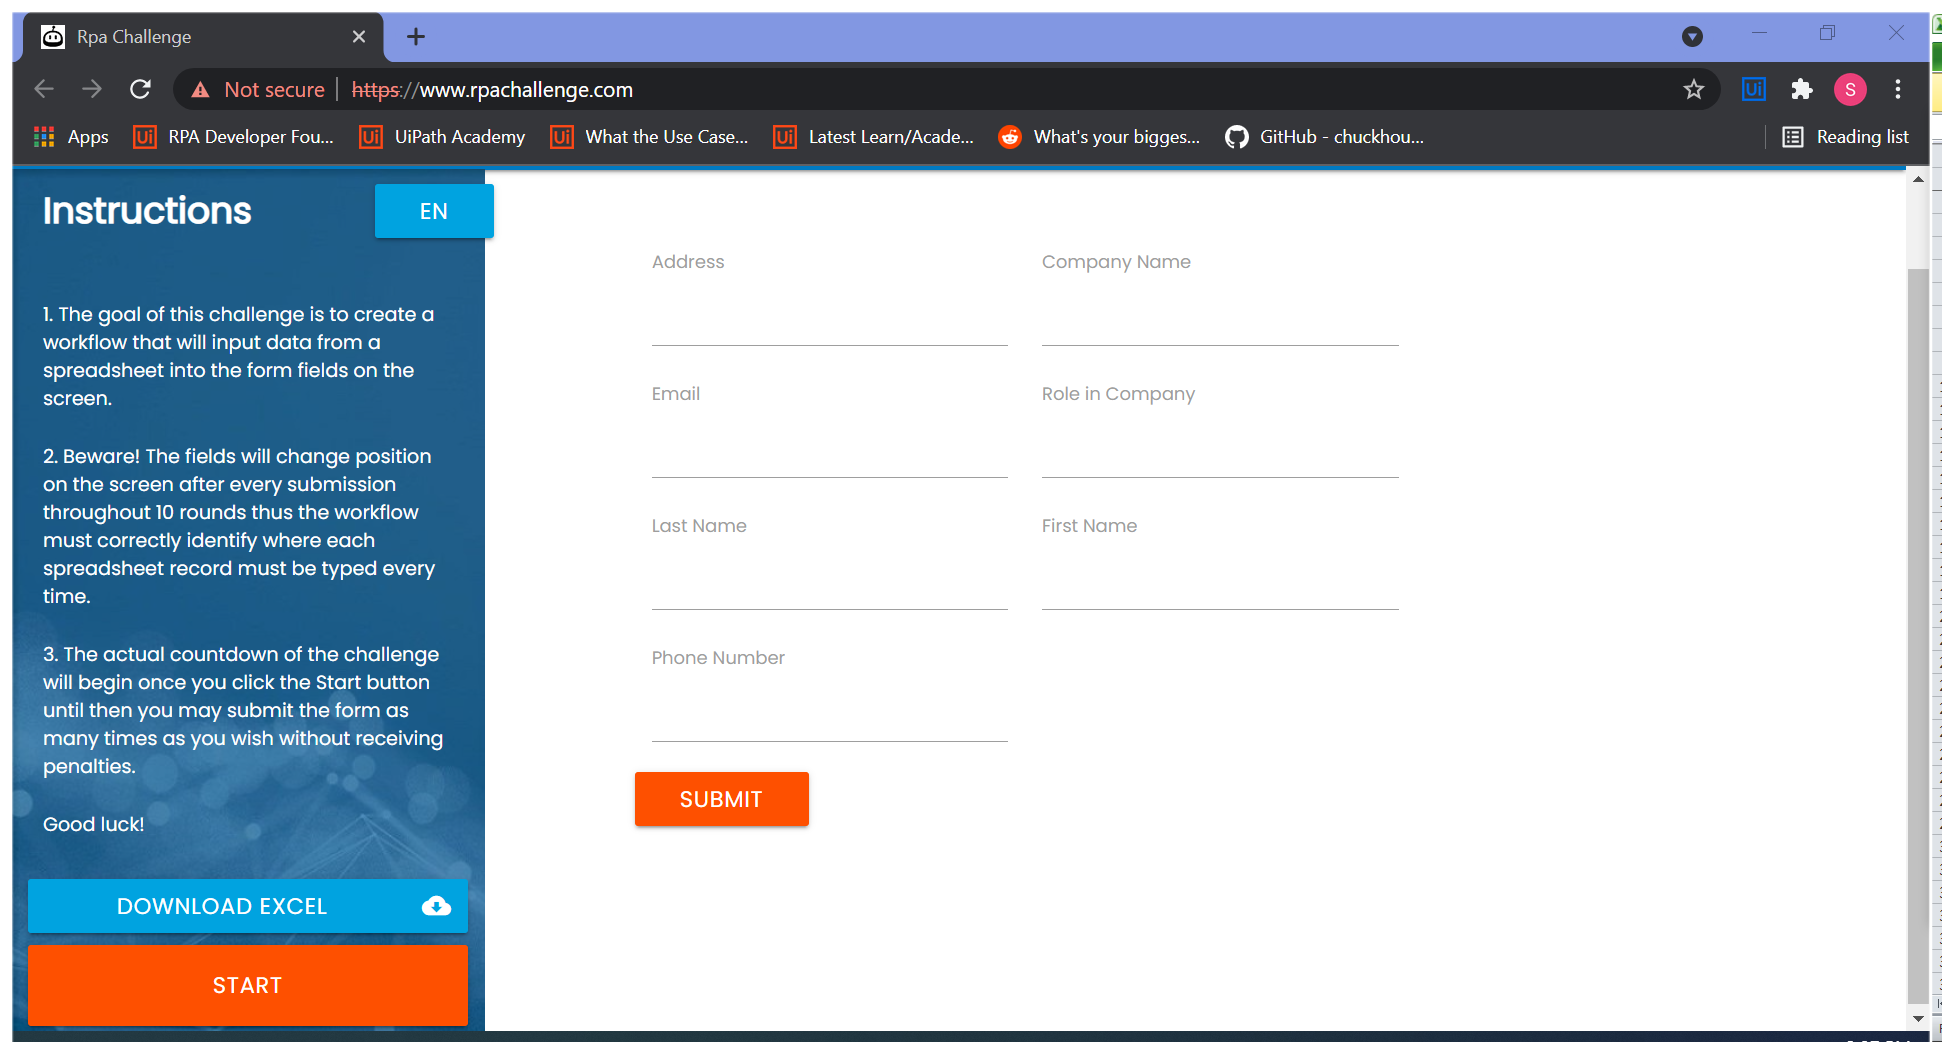 Rpa Challenge
Not secure https://www.rpachallenge.com
S
Apps
Ui RPA Developer Fou...
Ui UiPath Academy
Ui What the Use Case...
Ui Latest Learn/Acade...
What's your bigges...
GitHub - chuckhou...
Reading list
Instructions
EN
1. The goal of this challenge is to create a
workflow that will input data from a
spreadsheet into the form fields on the
screen.
2. Beware! The fields will change position
on the screen after every submission
throughout 10 rounds thus the workflow
must correctly identify where each
spreadsheet record must be typed every
time.
3. The actual countdown of the challenge
will begin once you click the Start button
until then you may submit the form as
many times as you wish without receiving
penalties.
Good luck!
DOWNLOAD EXCEL
START
Address
Company Name
Email
Role in Company
Last Name
First Name
Phone Number
SUBMIT